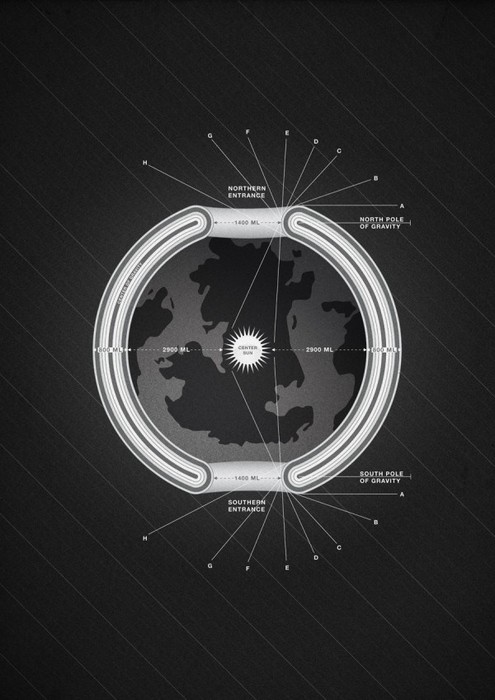 G
F
E
D
C
H
B
NORTHERN
ENTRANCE
A
1400 ML
NORTH POLE
OF GRAVITY
800 ML
2900 ML
CENTER
SUN
2900 ML
800 ML
1400 ML
SOUTH POLE
OF GRAVITY
A
SOUTHERN
ENTRANCE
B
H
C
D
G
F
E